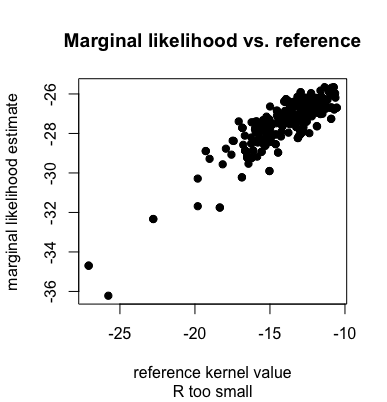 Marginal likelihood vs. reference
marginal likelihood estimate
-26
-28
-30
-32
-34
-36
-25 -20 -15 -10
reference kernel value
R too small